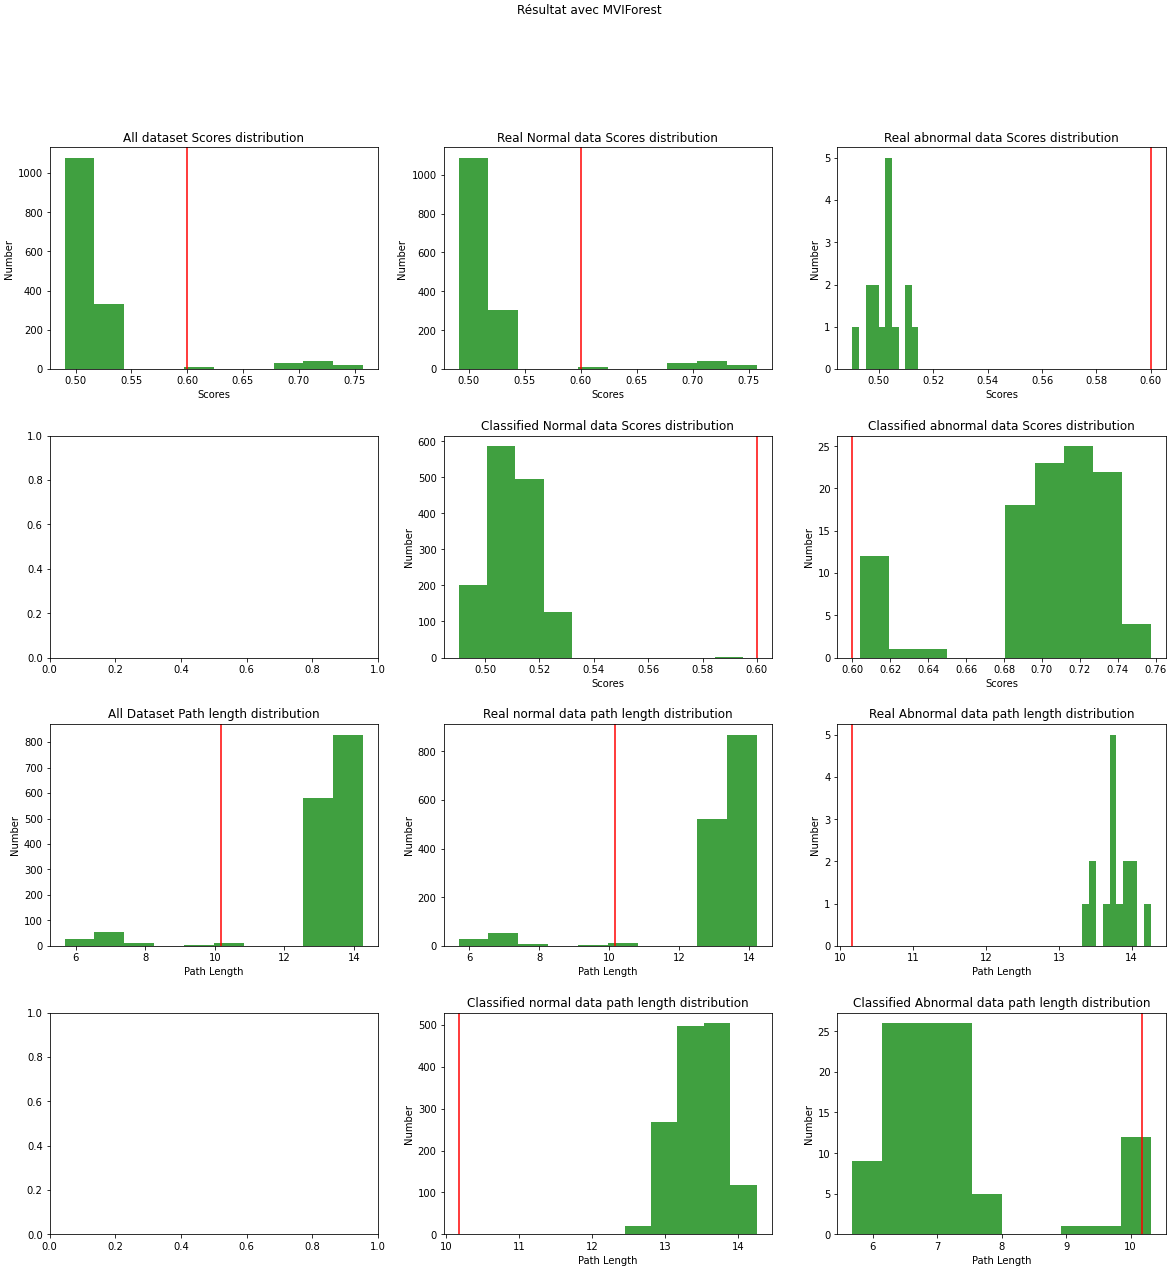 Résultat avec MVIForest
All dataset Scores distribution
Number
1000
800
600
400
200
0
0.50 0.55 0.60 0.65 0.70 0.75
Scores
Real Normal data Scores distribution
Number
1000
800
600
400
200
0
0.50 0.55 0.60 0.65 0.70 0.75
Scores
Real abnormal data Scores distribution
Number
5
4
3
2
1
0
0.50 0.52 0.54 0.56 0.58 0.60
Scores
1.0
0.8
0.6
0.4
0.2
0.0
0.0 0.2 0.4 0.6 0.8 1.0
Classified Normal data Scores distribution
Number
600
500
400
300
200
100
0
0.50 0.52 0.54 0.56 0.58 0.60
Scores
Classified abnormal data Scores distribution
Number
25
20
15
10
5
0
0.60 0.62 0.64 0.66 0.68 0.70 0.72 0.74 0.76
Scores
All Dataset Path length distribution
Number
800
700
600
500
400
300
200
100
0
6 8 10 12 14
Path Length
Real normal data path length distribution
Number
800
600
400
200
0
6 8 10 12 14
Path Length
Real Abnormal data path length distribution
Number
5
4
3
2
1
0
10 11 12 13 14
Path Length
1.0
0.8
0.6
0.4
0.2
0.0
0.0 0.2 0.4 0.6 0.8 1.0
Classified normal data path length distribution
Number
500
400
300
200
100
0
10 11 12 13 14
Path Length
Classified Abnormal data path length distribution
Number
25
20
15
10
5
0
6 7 8 9 10
Path Length